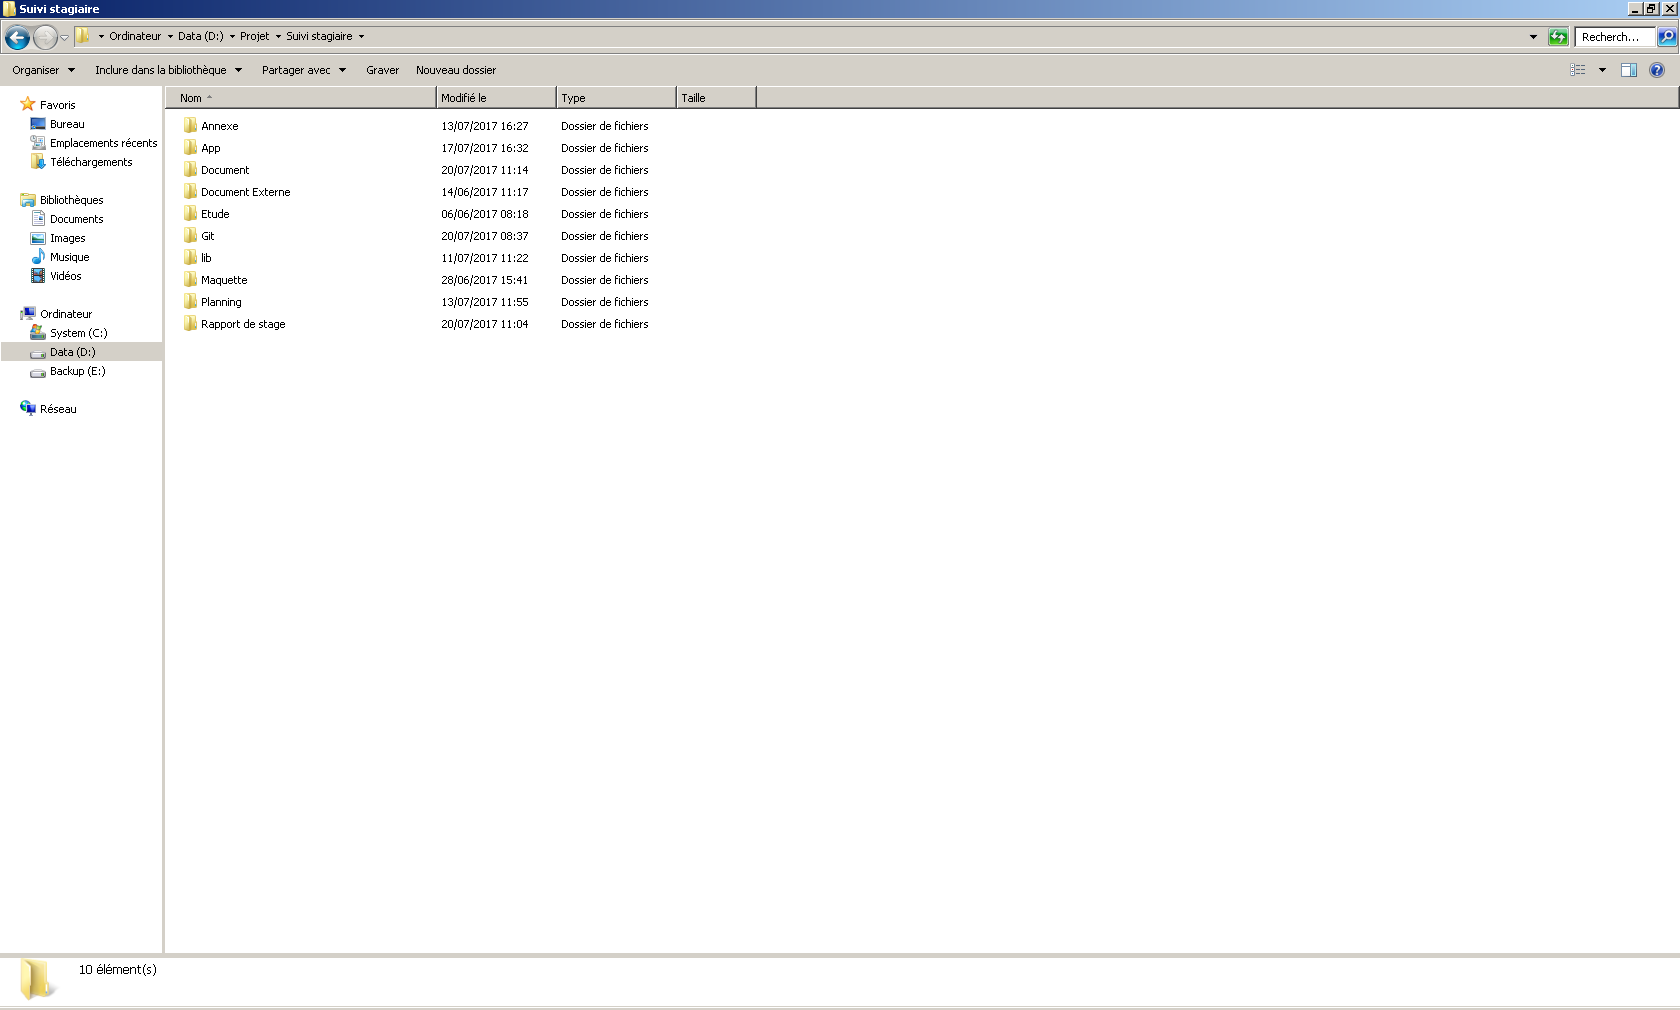 Suivi stagiaire
Ordinateur Data (D:) Projet Suivi stagiaire Recherch...
Organiser Inclure dans la bibliothèque Partager avec Graver Nouveau dossier
Favoris
Bureau
Emplacements récents
Téléchargements
Bibliothèques
Documents
Images
Musique
Vidéos
Ordinateur
System (C:)
Data (D:)
Backup (E:)
Réseau
Nom Modifié le Type Taille
Annexe 13/07/2017 16:27 Dossier de fichiers
App 17/07/2017 16:32 Dossier de fichiers
Document 20/07/2017 11:14 Dossier de fichiers
Document Externe 14/06/2017 11:17 Dossier de fichiers
Etude 06/06/2017 08:18 Dossier de fichiers
Git 20/07/2017 08:37 Dossier de fichiers
lib 11/07/2017 11:22 Dossier de fichiers
Maquette 28/06/2017 15:41 Dossier de fichiers
Planning 13/07/2017 11:55 Dossier de fichiers
Rapport de stage 20/07/2017 11:04 Dossier de fichiers
10 élément(s)